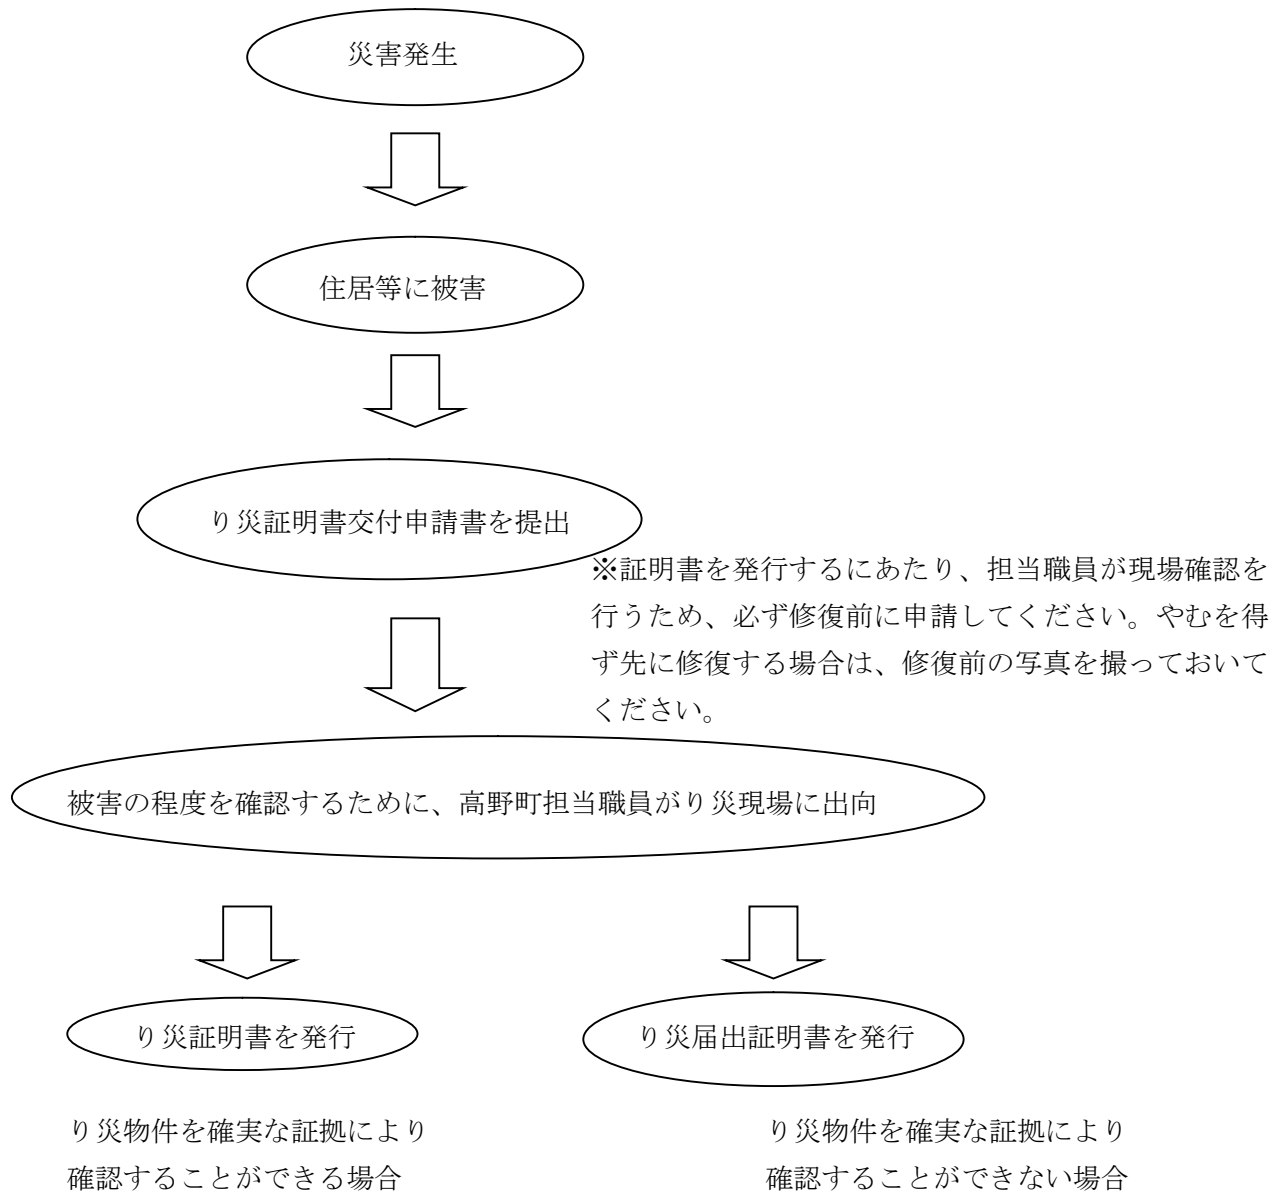 災害発生
住居等に被害
り災証明書交付申請書を提出
※証明書を発行するにあたり、担当職員が現場確認を
行うため、必ず修復前に申請してください。やむを得
ず先に修復する場合は、修復前の写真を撮っておいて
ください。
被害の程度を確認するために、高野町担当職員がり災現場に出向
り災証明書を発行
り災届出証明書を発行
り災物件を確実な証拠により
確認することができる場合
り災物件を確実な証拠により
確認することができない場合